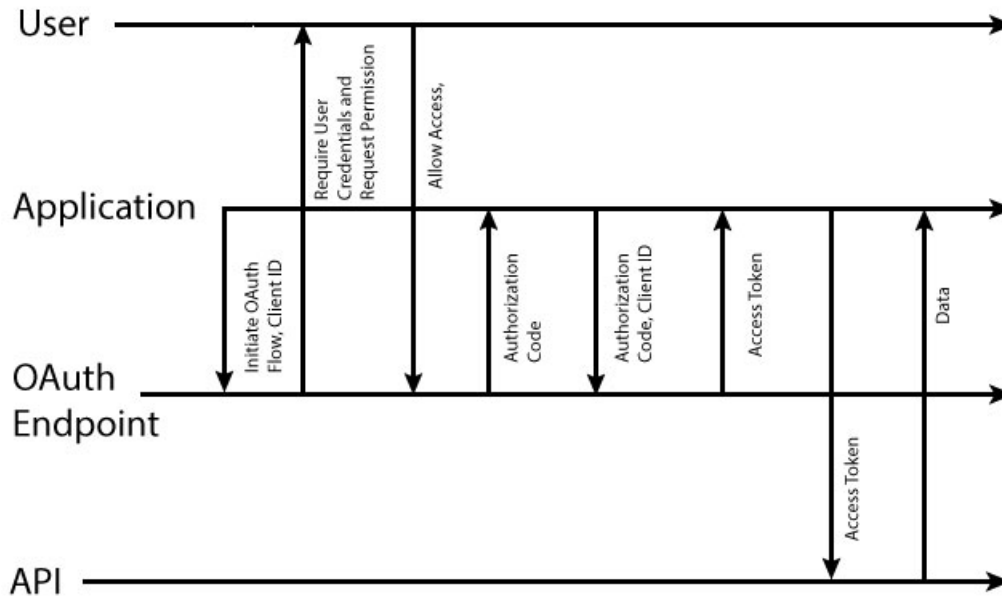 User
Require User
Credentials and
Request Permission
Allow Access,
Application
Initiate OAuth
Flow, Client ID
Authorization
Code
Authorization
Code, Client ID
Access Token
Data
OAuth
Endpoint
Access Token
API